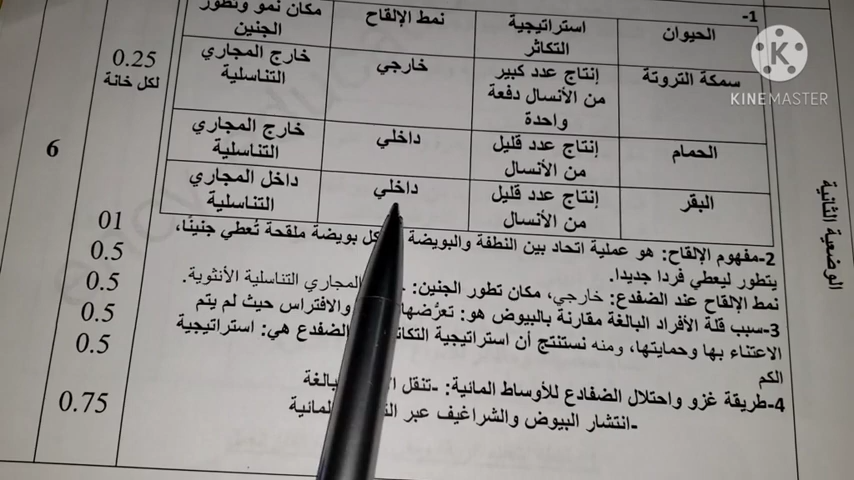 1-
الحيوان
استراتيجية التكاثر
نمط الإلقاح
مكان نمو وتطور الجنين
سمكة التروتة
إنتاج عدد كبير من الأنسال دفعة واحدة
خارجي
خارج المجاري التناسلية
الحمام
إنتاج عدد قليل من الأنسال
داخلي
خارج المجاري التناسلية
البقر
إنتاج عدد قليل من الأنسال
داخلي
داخل المجاري التناسلية
2-مفهوم الإلقاح: هو عملية اتحاد بين النطفة والبويضة كل بويضة ملقحة تُعطي جنينًا،
يتطور ليعطي فردا جديدا.
نمط الإلقاح عند الضفدع: خارجي، مكان تطور الجنين: المجاري التناسلية الأنثوية.
3-سبب قلة الأفراد البالغة مقارنة بالبيوض هو: تعرُّضها والافتراس حيث لم يتم
الاعتناء بها وحمايتها، ومنه نستنتج أن استراتيجية الضفدع هي: استراتيجية
الكم
4-طريقة غزو واحتلال الضفادع للأوساط المائية: -تنقل
-انتشار البيوض والشراغيف عبر المائية
0.25
لكل خانة
6
01
0.5
0.5
0.5
0.5
0.75
الوضعية الثانية
K
KINEMASTER